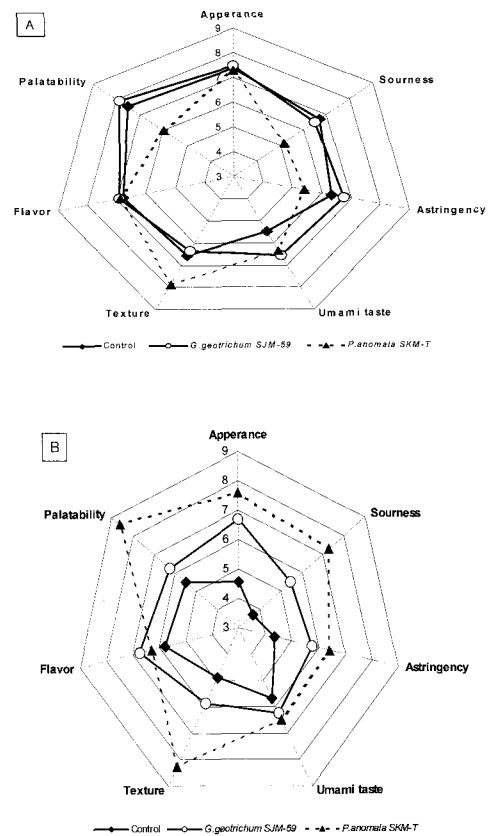 A
Apperance
9
8
7
6
5
4
3
Sourness
Astringency
Umami taste
Texture
Flavor
Palatability
Control G.geotrichum SJM-59 P.anomala SKM-T
B
Apperance
9
8
7
6
5
4
3
Sourness
Astringency
Umami taste
Texture
Flavor
Palatability
Control G.geotrichum SJM-59 P.anomala SKM-T